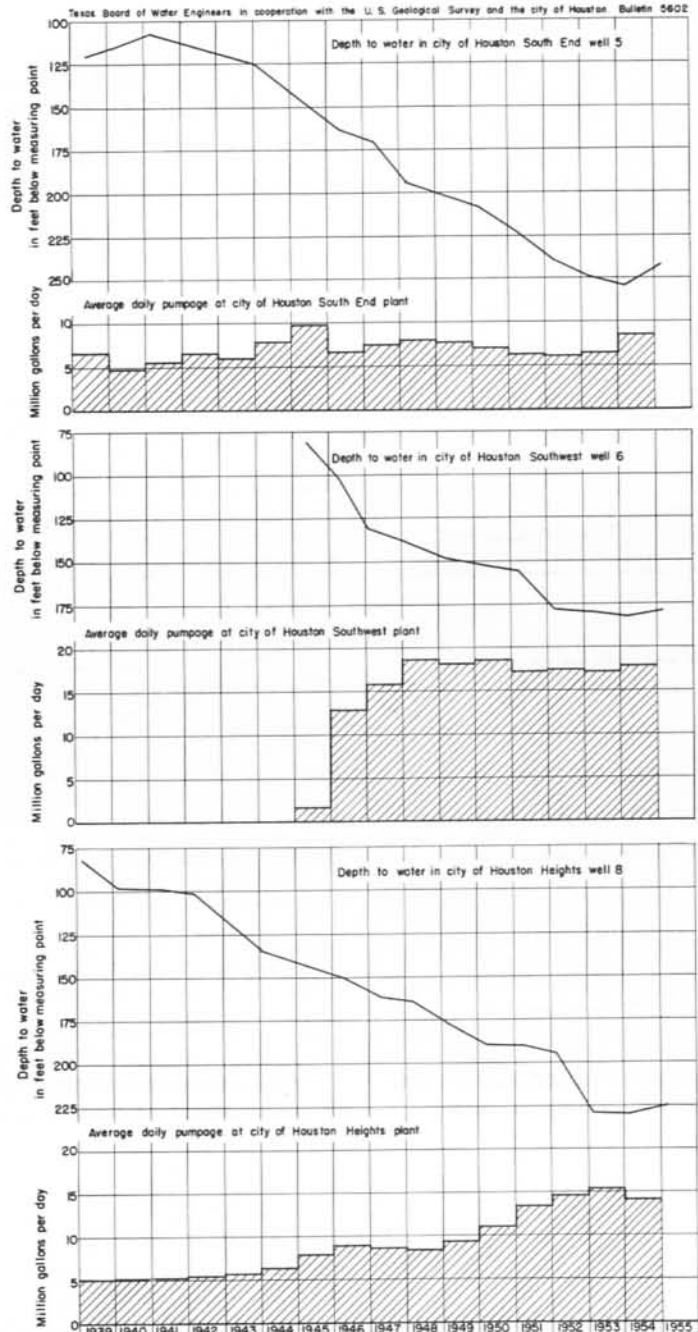 Texas Board of Water Engineers in cooperation with the U. S. Geological Survey and the city of Houston. Bulletin 5602
Depth to water in city of Houston South End well 5
Depth to water
in feet below measuring point
100
125
150
175
200
225
250
Average daily pumpage at city of Houston South End plant
Million gallons per day
10
5
0
Depth to water in city of Houston Southwest well 6
Depth to water
in feet below measuring point
75
100
125
150
175
Average daily pumpage at city of Houston Southwest plant
Million gallons per day
20
15
10
5
0
Depth to water in city of Houston Heights well 8
Depth to water
in feet below measuring point
75
100
125
150
175
200
225
Average daily pumpage at city of Houston Heights plant
Million gallons per day
20
15
10
5
0
1939 1940 1941 1942 1943 1944 1945 1946 1947 1948 1949 1950 1951 1952 1953 1954 1955